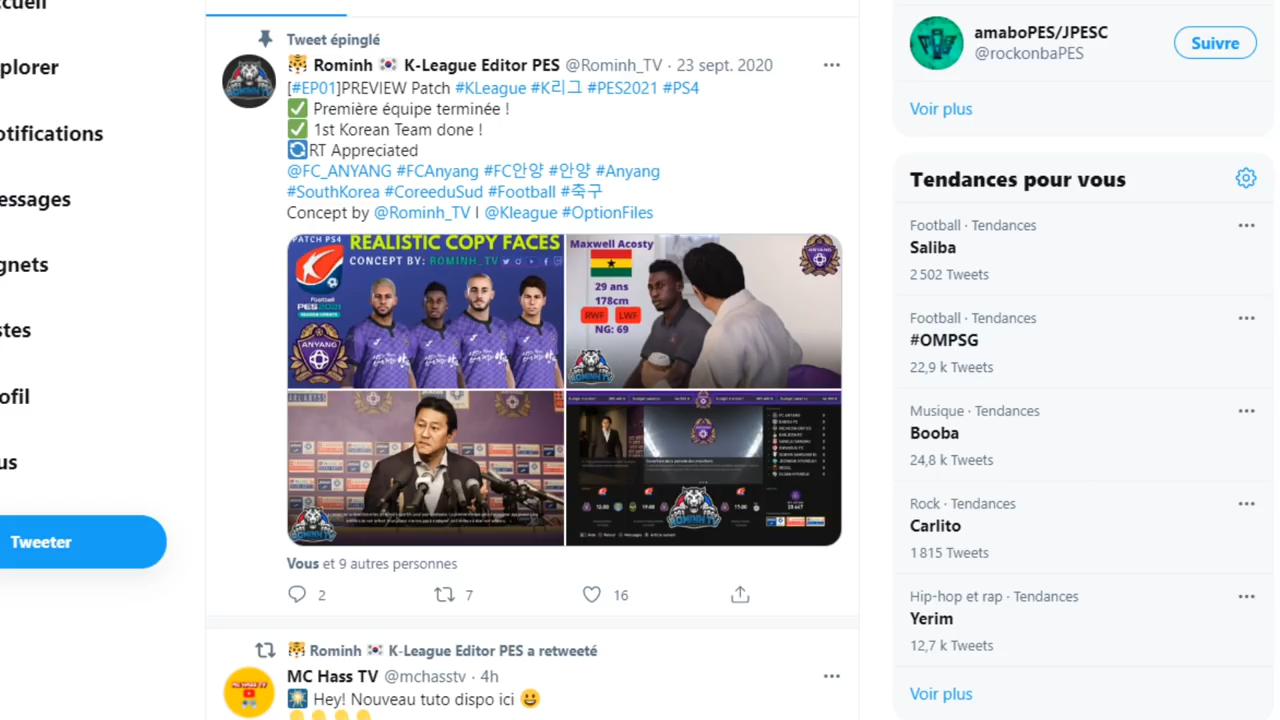 ccueil
plorer
otifications
essages
gnets
stes
ofil
us
Tweeter
Tweet épinglé
Rominh K-League Editor PES @Rominh_TV · 23 sept. 2020
[#EP01]PREVIEW Patch #KLeague #K리그 #PES2021 #PS4
Première équipe terminée !
1st Korean Team done !
RT Appreciated
@FC_ANYANG #FCAnyang #FC안양 #안양 #Anyang
#SouthKorea #CoreeduSud #Football #축구
Concept by @Rominh_TV l @Kleague #OptionFiles
PATCH PS4
REALISTIC COPY FACES
CONCEPT BY: ROMINH_TV
Football
PES2021
ANYANG
Maxwell Acosty
29 ans
178cm
RWF LWF
NG: 69
ANYANG
ROMINH TV
ROMINH TV
ROMINH TV
Vous et 9 autres personnes
2 7 16
Rominh K-League Editor PES a retweeté
MC Hass TV @mchasstv · 4h
Hey! Nouveau tuto dispo ici
amaboPES/JPESC
@rockonbaPES
Suivre
Voir plus
Tendances pour vous
Football · Tendances
Saliba
2 502 Tweets
Football · Tendances
#OMPSG
22,9 k Tweets
Musique · Tendances
Booba
24,8 k Tweets
Rock · Tendances
Carlito
1 815 Tweets
Hip-hop et rap · Tendances
Yerim
12,7 k Tweets
Voir plus